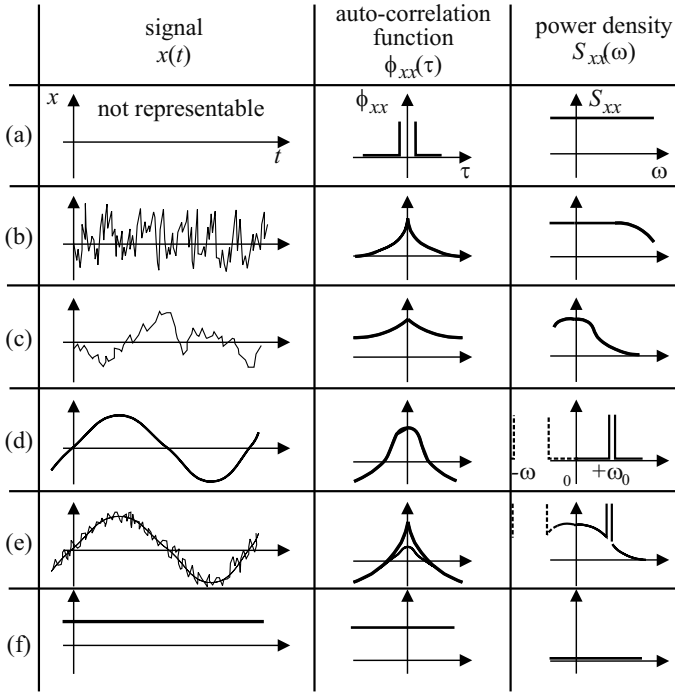 signal
x(t)
auto-correlation
function
ϕxx(τ)
power density
Sxx(ω)
(a)
x
not representable
t
ϕxx
τ
Sxx
ω
(b)
(c)
(d)
-ω 0 +ω0
(e)
(f)